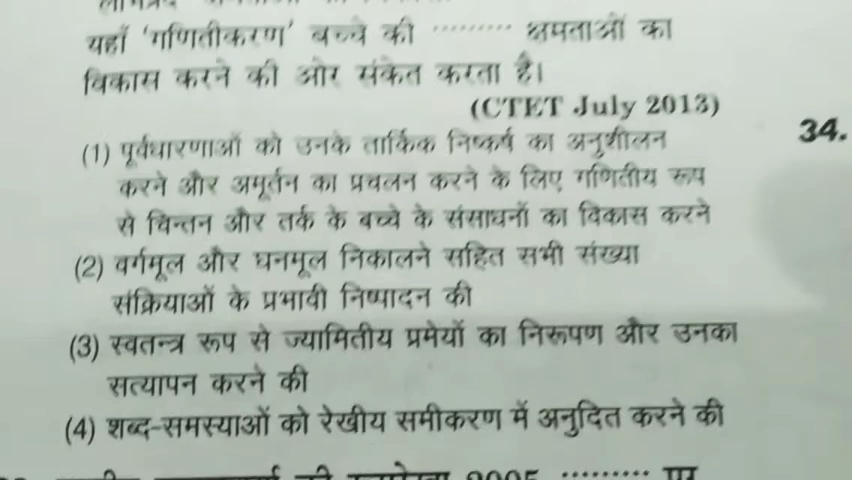 यहाँ 'गणितीकरण' बच्चे की ········· क्षमताओं का
विकास करने की ओर संकेत करता है।
(CTET July 2013)
34.
(1) पूर्वधारणाओं को उनके तार्किक निष्कर्ष का अनुशीलन
करने और अमूर्तन का प्रचलन करने के लिए गणितीय रूप
से चिन्तन और तर्क के बच्चे के संसाधनों का विकास करने
(2) वर्गमूल और घनमूल निकालने सहित सभी संख्या
संक्रियाओं के प्रभावी निष्पादन की
(3) स्वतन्त्र रूप से ज्यामितीय प्रमेयों का निरूपण और उनका
सत्यापन करने की
(4) शब्द-समस्याओं को रेखीय समीकरण में अनुदित करने की
2005 ········· पर